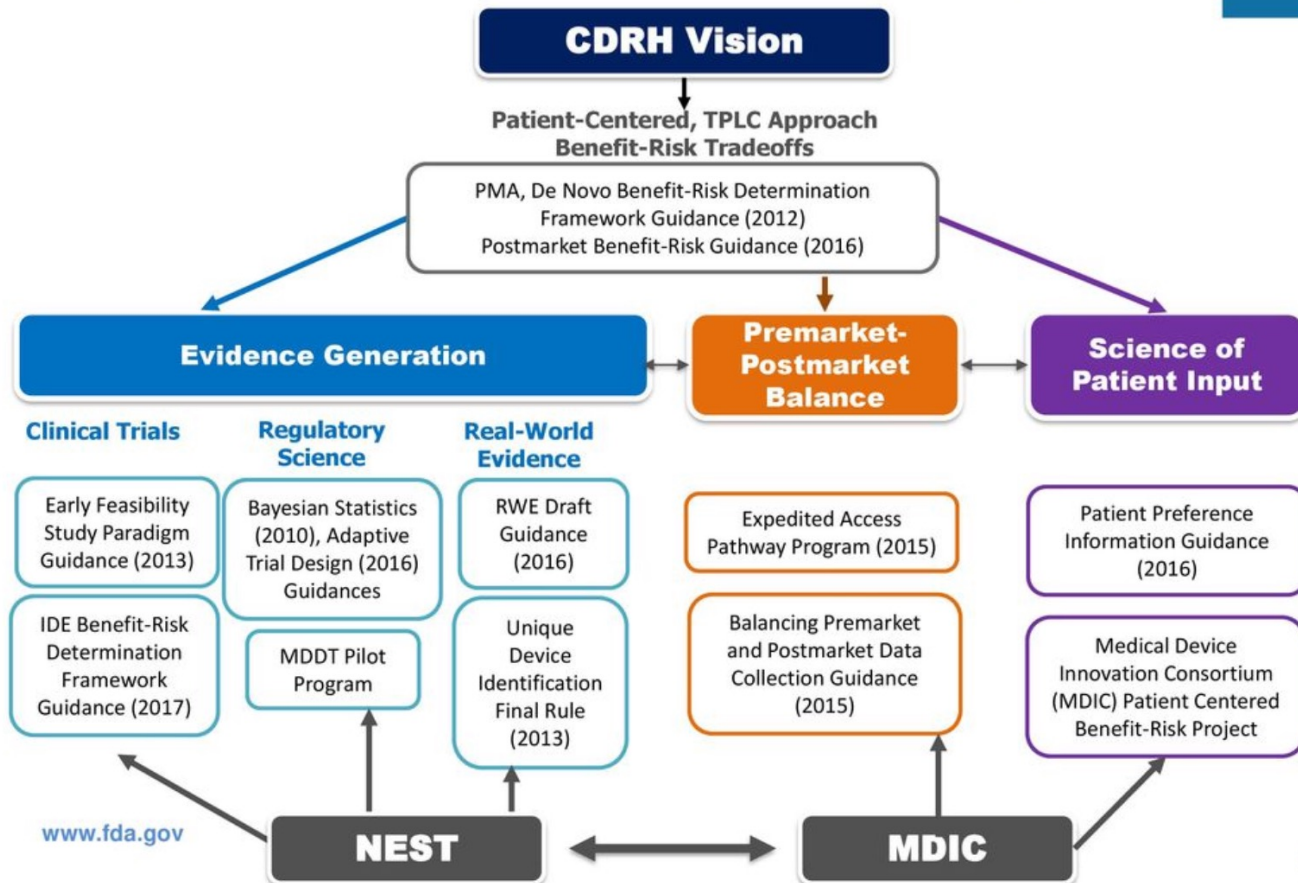 CDRH Vision
Patient-Centered, TPLC Approach
Benefit-Risk Tradeoffs
PMA, De Novo Benefit-Risk Determination
Framework Guidance (2012)
Postmarket Benefit-Risk Guidance (2016)
Evidence Generation
Premarket-
Postmarket
Balance
Science of
Patient Input
Clinical Trials
Regulatory
Science
Real-World
Evidence
Early Feasibility
Study Paradigm
Guidance (2013)
IDE Benefit-Risk
Determination
Framework
Guidance (2017)
Bayesian Statistics
(2010), Adaptive
Trial Design (2016)
Guidances
MDDT Pilot
Program
RWE Draft
Guidance
(2016)
Unique
Device
Identification
Final Rule
(2013)
Expedited Access
Pathway Program (2015)
Balancing Premarket
and Postmarket Data
Collection Guidance
(2015)
Patient Preference
Information Guidance
(2016)
Medical Device
Innovation Consortium
(MDIC) Patient Centered
Benefit-Risk Project
www.fda.gov
NEST
MDIC